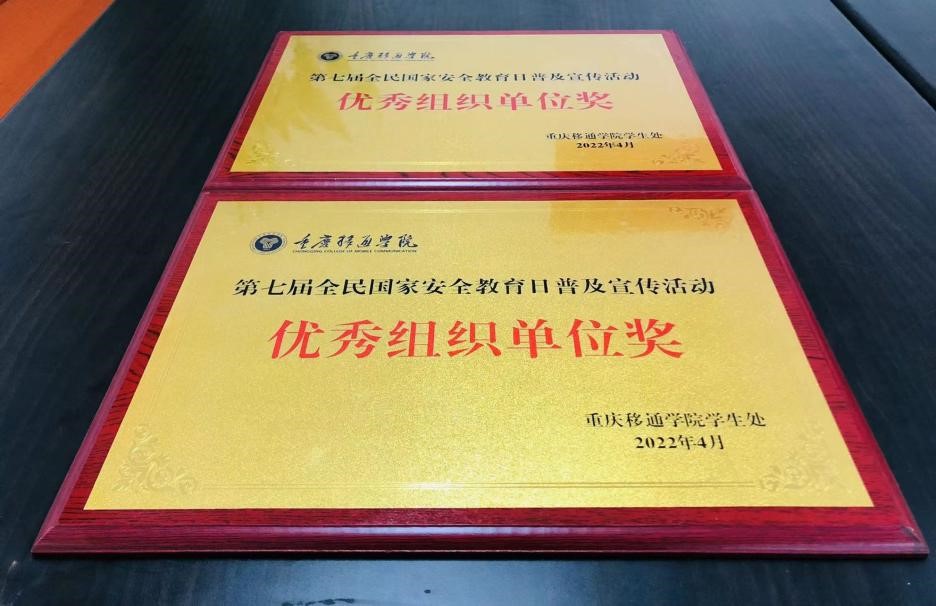 重庆移通学院
第七届全民国家安全教育日普及宣传活动
优秀组织单位奖
重庆移通学院学生处
2022年4月
重庆移通学院
CHONGQING COLLEGE OF MOBILE COMMUNICATION
第七届全民国家安全教育日普及宣传活动
优秀组织单位奖
重庆移通学院学生处
2022年4月